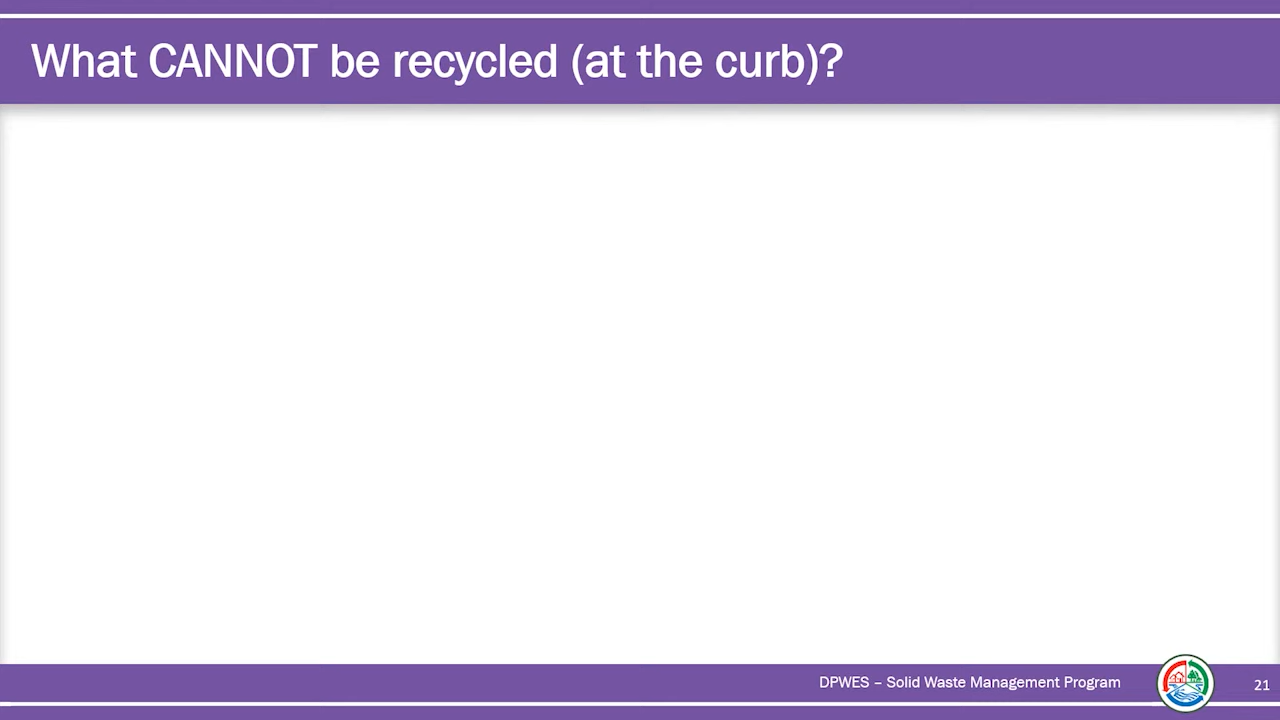 What CANNOT be recycled (at the curb)?
DPWES – Solid Waste Management Program
21